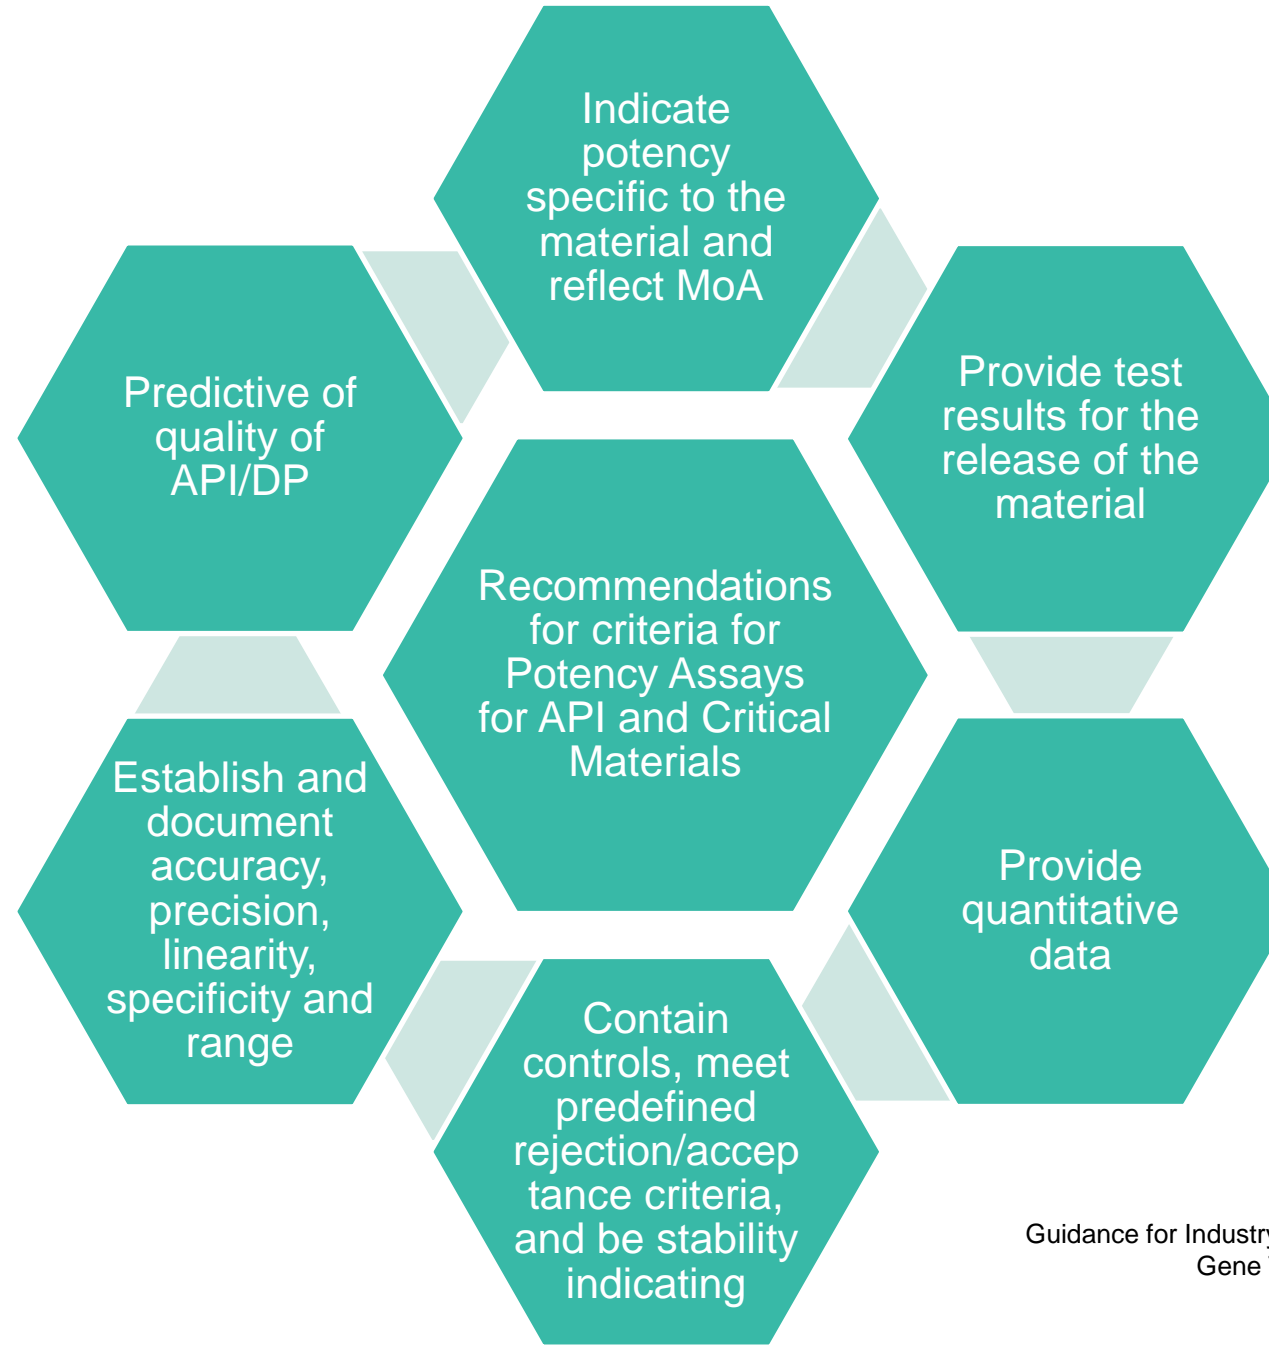 Indicate
potency
specific to the
material and
reflect MoA
Provide test
results for the
release of the
material
Provide
quantitative
data
Contain
controls, meet
predefined
rejection/accep
tance criteria,
and be stability
indicating
Establish and
document
accuracy,
precision,
linearity,
specificity and
range
Predictive of
quality of
API/DP
Recommendations
for criteria for
Potency Assays
for API and Critical
Materials
Guidance for Industry
Gene